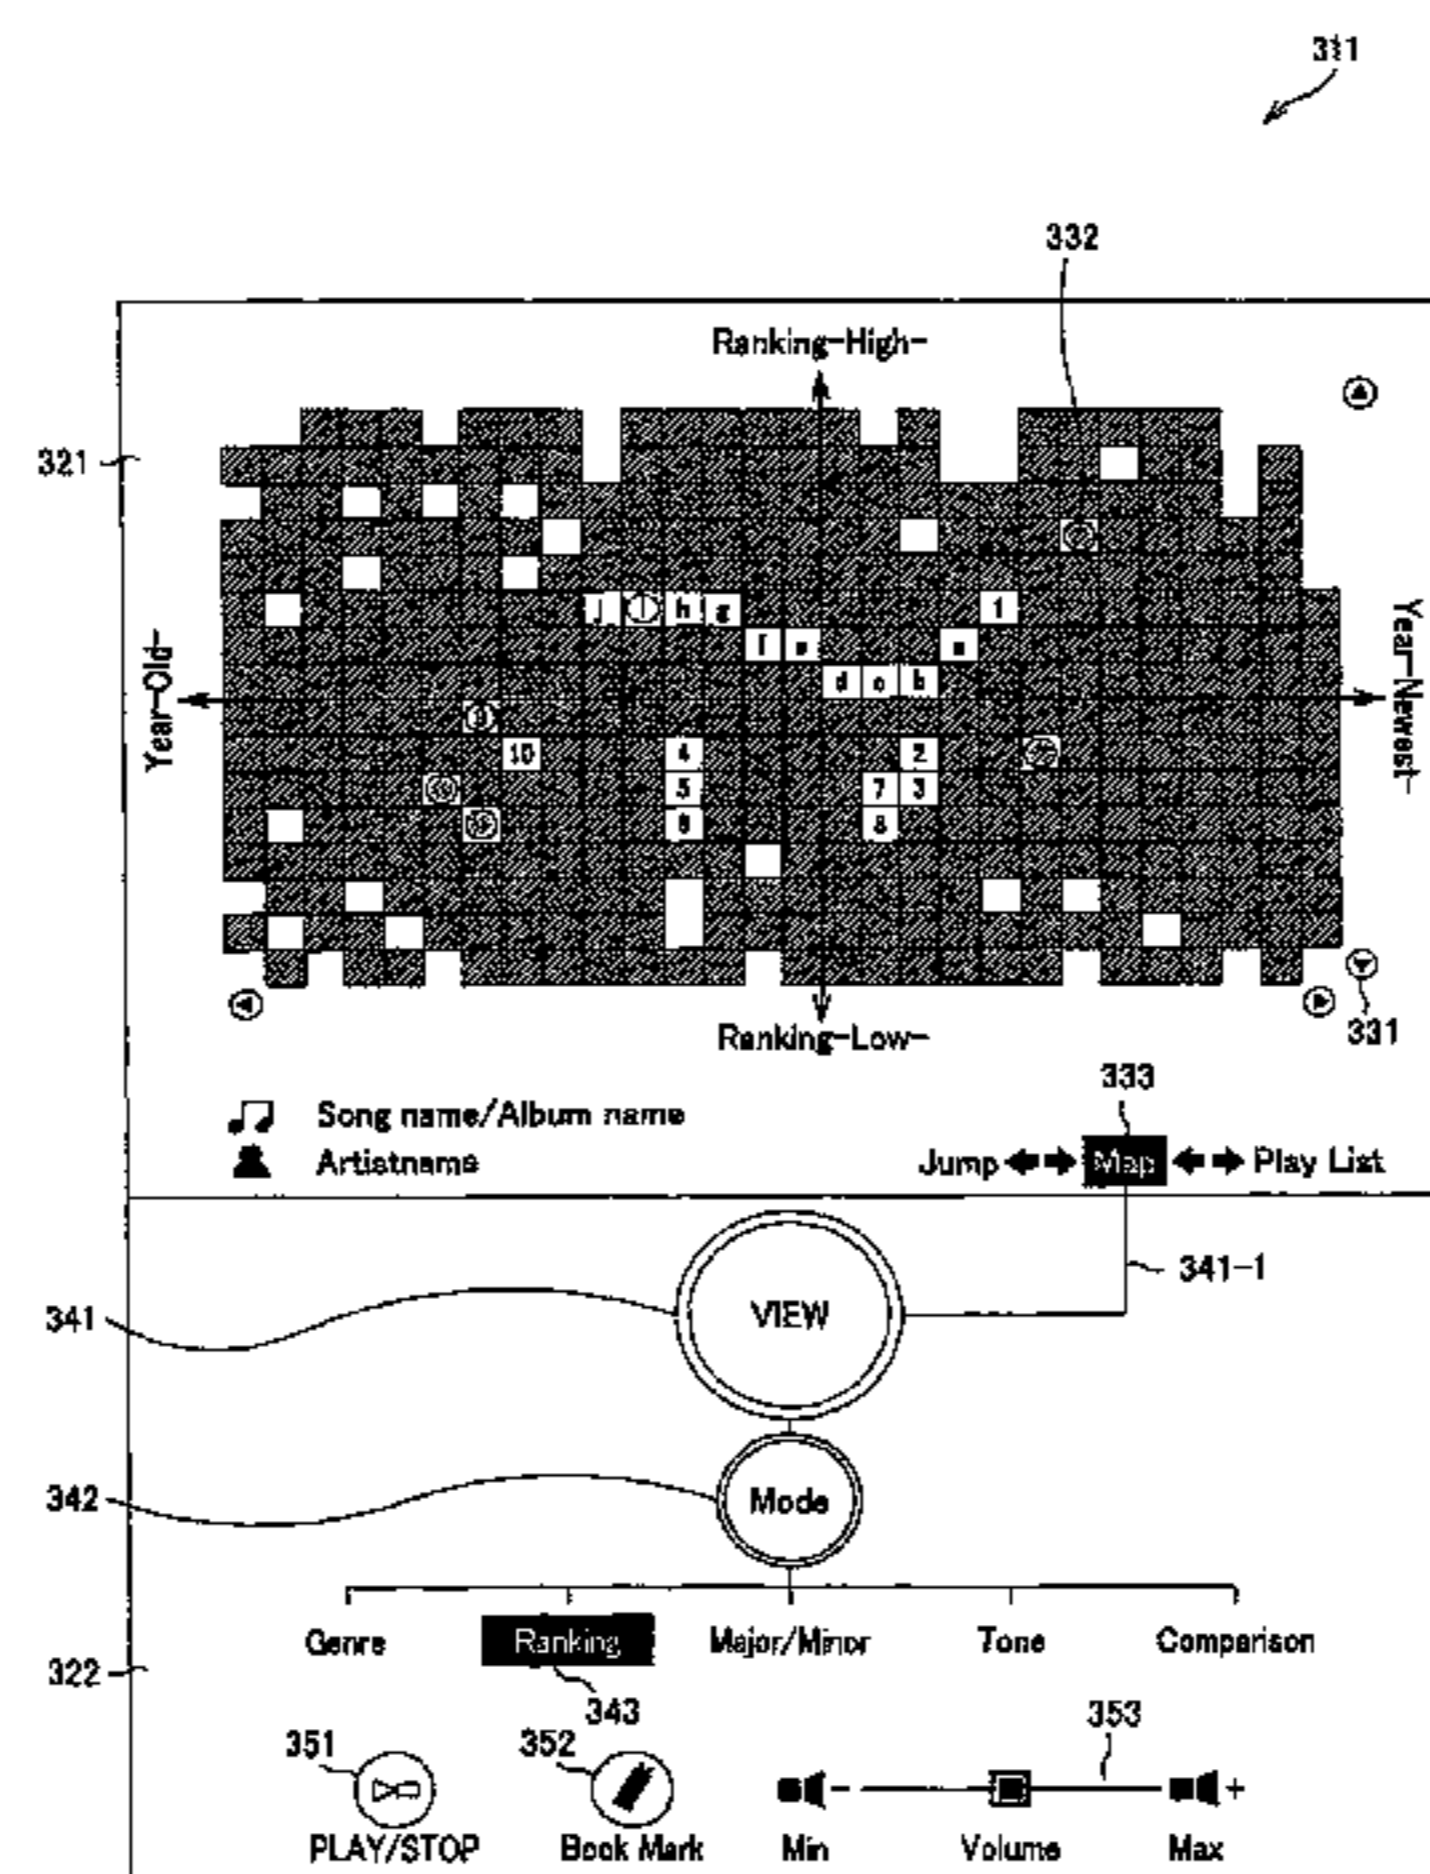 311
332
Ranking-High-
321
j h g 1
f e a
d c b
Year-Old-
Year-Newest-
10 4 2
5 7 3
6 8
Ranking-Low-
331
333
Song name/Album name
Artistname
Jump Map Play List
341-1
341
VIEW
342
Mode
Genre Ranking Major/Minor Tone Comparison
322
343
351 352 353
- +
PLAY/STOP Book Mark Min Volume Max